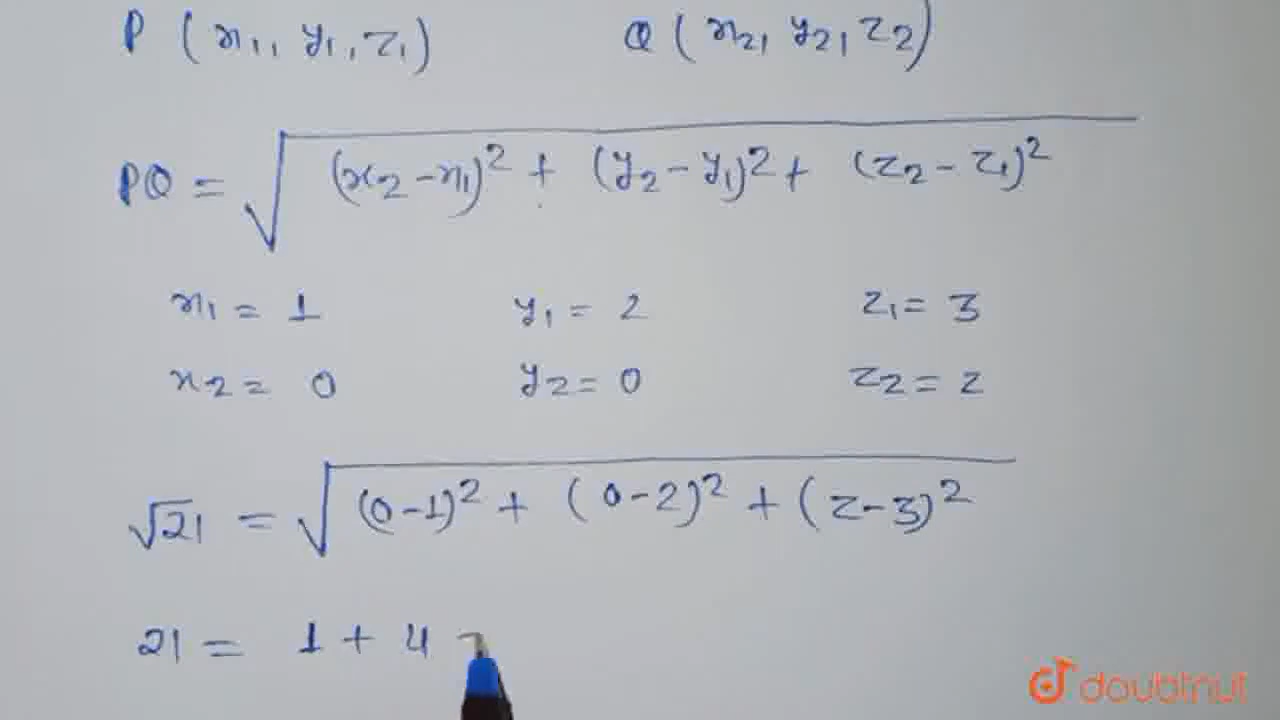 P (x₁, y₁, z₁) Q (x₂, y₂, z₂)
PQ = √((x₂ - x₁)² + (y₂ - y₁)² + (z₂ - z₁)²)
x₁ = 1 y₁ = 2 z₁ = 3
x₂ = 0 y₂ = 0 z₂ = z
√21 = √((0-1)² + (0-2)² + (z-3)²)
21 = 1 + 4
doubtnut